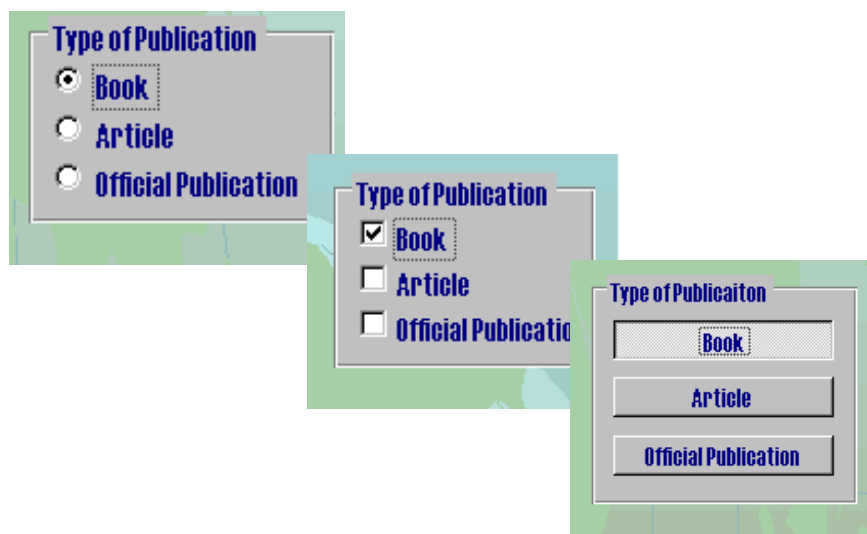 Type of Publication
Book
Article
Official Publication
Type of Publication
Book
Article
Official Publicatio
Type of Publicaiton
Book
Article
Official Publication